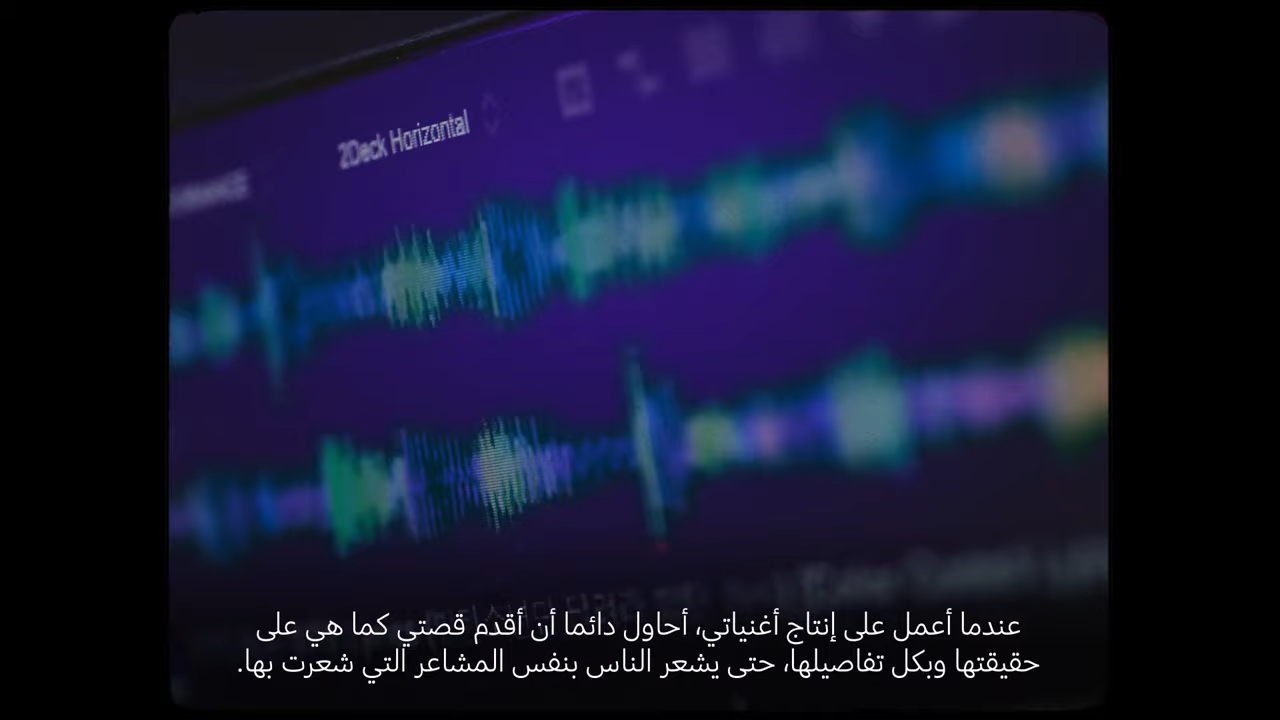 2Deck Horizontal
عندما أعمل على إنتاج أغنياتي، أحاول دائما أن أقدم قصتي كما هي على
حقيقتها وبكل تفاصيلها، حتى يشعر الناس بنفس المشاعر التي شعرت بها.